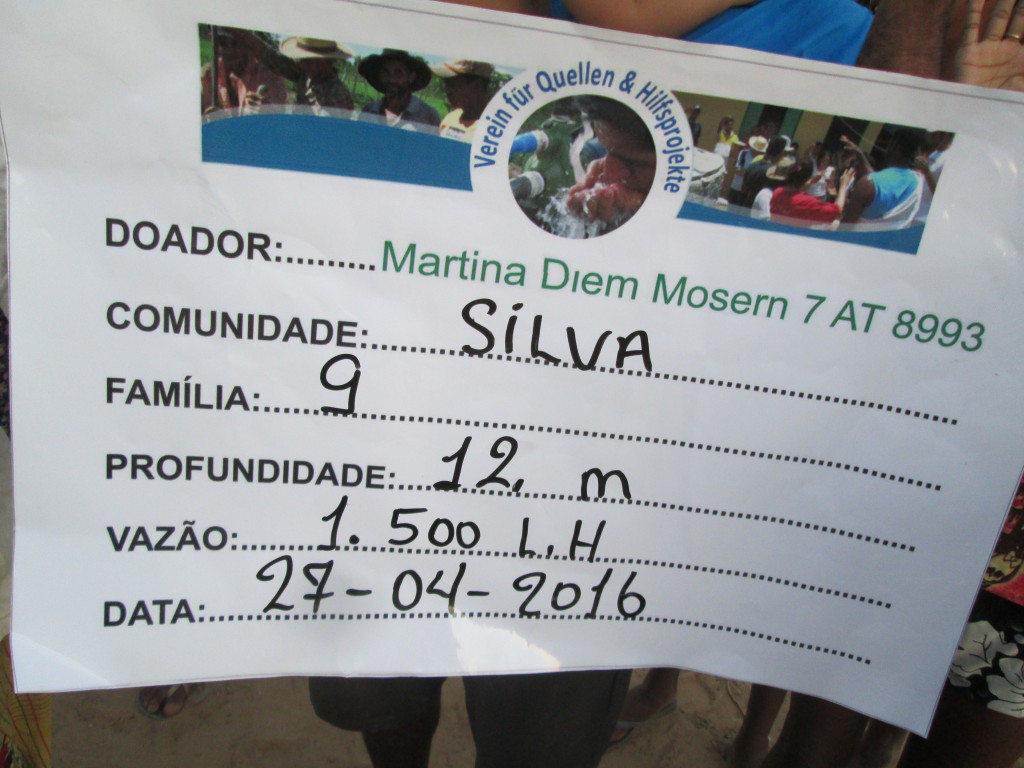 Verein für Quellen & Hilfsprojekte
DOADOR:..........Martina Dıem Mosern 7 AT 8993
COMUNIDADE: SILVA
FAMÍLIA: 9
PROFUNDIDADE: 12. m
VAZÃO: 1.500 L.H
DATA: 27-04-2016